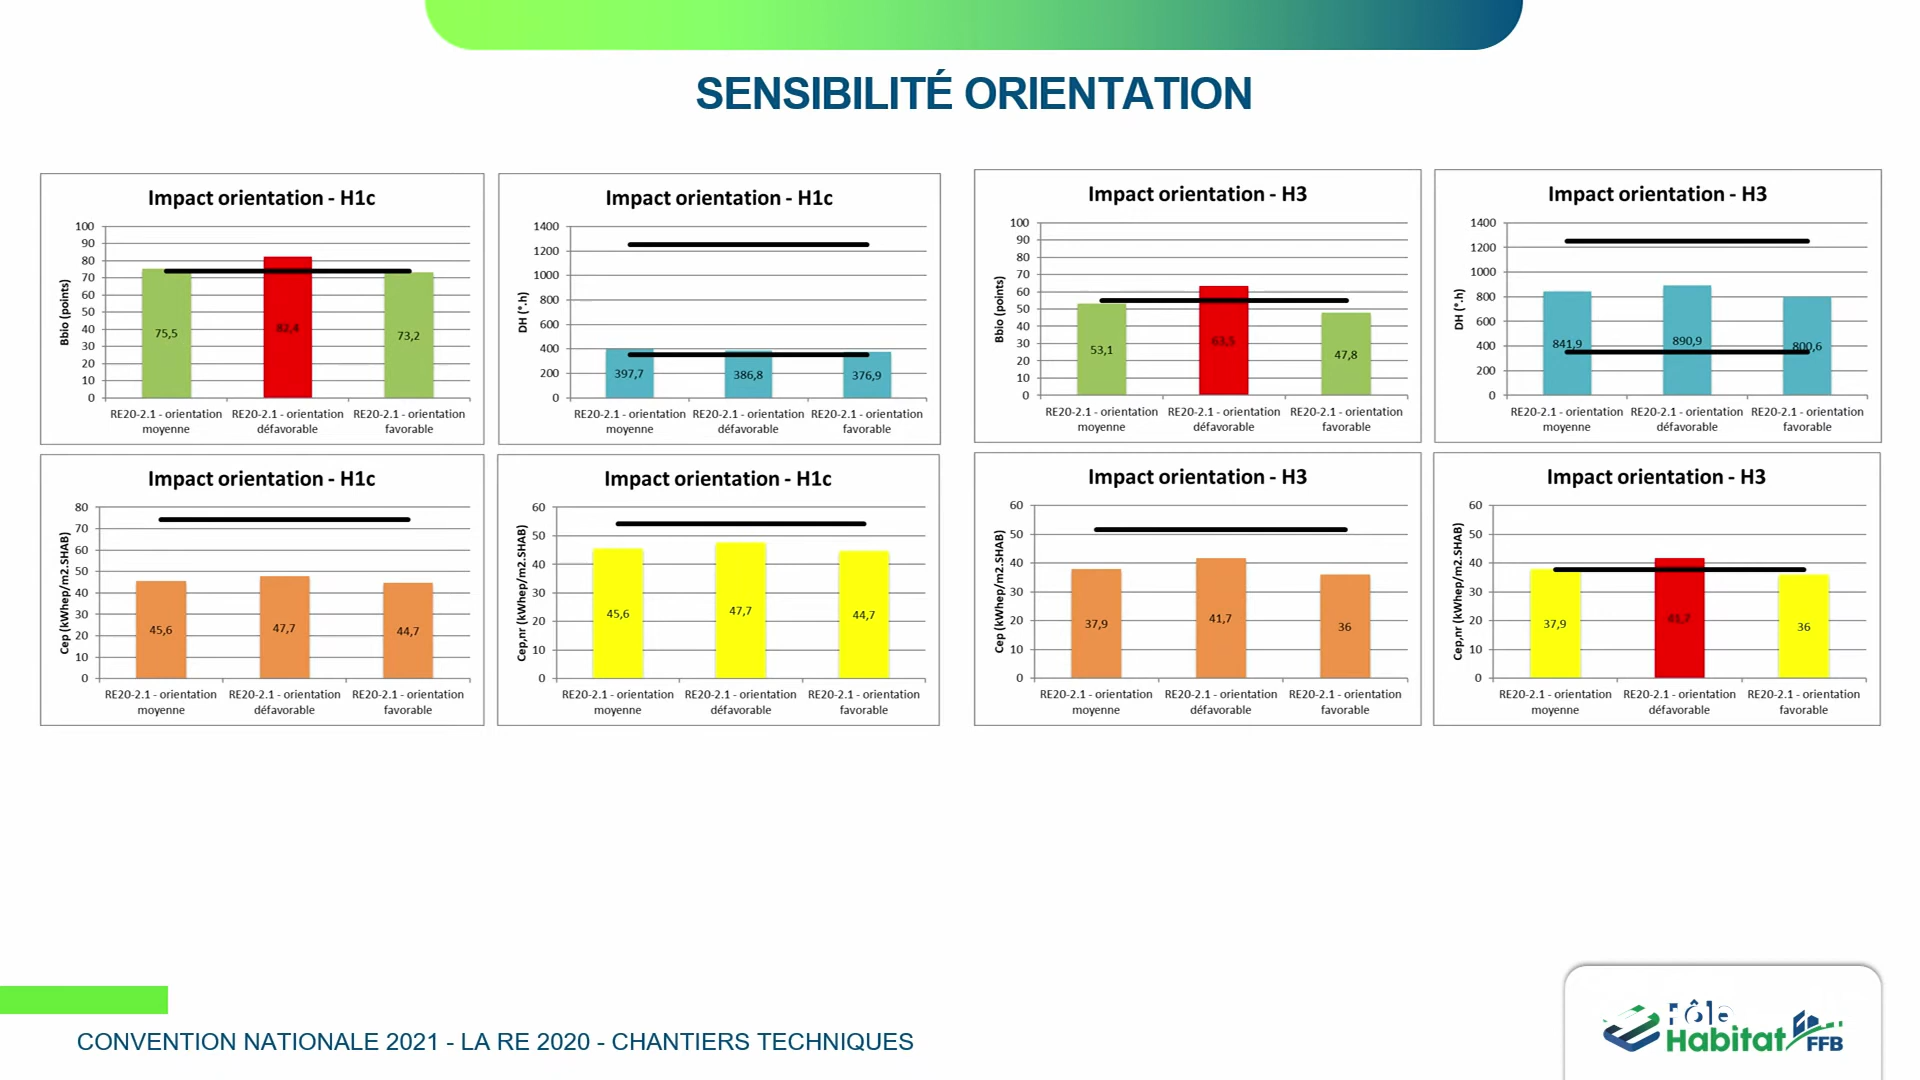 SENSIBILITÉ ORIENTATION
Impact orientation - H1c
Bbio (points)
100
90
80
70
60
50
40
30
20
10
0
75,5
82,4
73,2
RE20-2.1 - orientation moyenne
RE20-2.1 - orientation défavorable
RE20-2.1 - orientation favorable
Impact orientation - H1c
DH (°.h)
1400
1200
1000
800
600
400
200
0
397,7
386,8
376,9
RE20-2.1 - orientation moyenne
RE20-2.1 - orientation défavorable
RE20-2.1 - orientation favorable
Impact orientation - H3
Bbio (points)
100
90
80
70
60
50
40
30
20
10
0
53,1
63,5
47,8
RE20-2.1 - orientation moyenne
RE20-2.1 - orientation défavorable
RE20-2.1 - orientation favorable
Impact orientation - H3
DH (°.h)
1400
1200
1000
800
600
400
200
0
841,9
890,9
800,6
RE20-2.1 - orientation moyenne
RE20-2.1 - orientation défavorable
RE20-2.1 - orientation favorable
Impact orientation - H1c
Cep (kWhep/m2.SHAB)
80
70
60
50
40
30
20
10
0
45,6
47,7
44,7
RE20-2.1 - orientation moyenne
RE20-2.1 - orientation défavorable
RE20-2.1 - orientation favorable
Impact orientation - H1c
Cep,nr (kWhep/m2.SHAB)
60
50
40
30
20
10
0
45,6
47,7
44,7
RE20-2.1 - orientation moyenne
RE20-2.1 - orientation défavorable
RE20-2.1 - orientation favorable
Impact orientation - H3
Cep (kWhep/m2.SHAB)
60
50
40
30
20
10
0
37,9
41,7
36
RE20-2.1 - orientation moyenne
RE20-2.1 - orientation défavorable
RE20-2.1 - orientation favorable
Impact orientation - H3
Cep,nr (kWhep/m2.SHAB)
60
50
40
30
20
10
0
37,9
41,7
36
RE20-2.1 - orientation moyenne
RE20-2.1 - orientation défavorable
RE20-2.1 - orientation favorable
CONVENTION NATIONALE 2021 - LA RE 2020 - CHANTIERS TECHNIQUES
Pôle
Habitat FFB